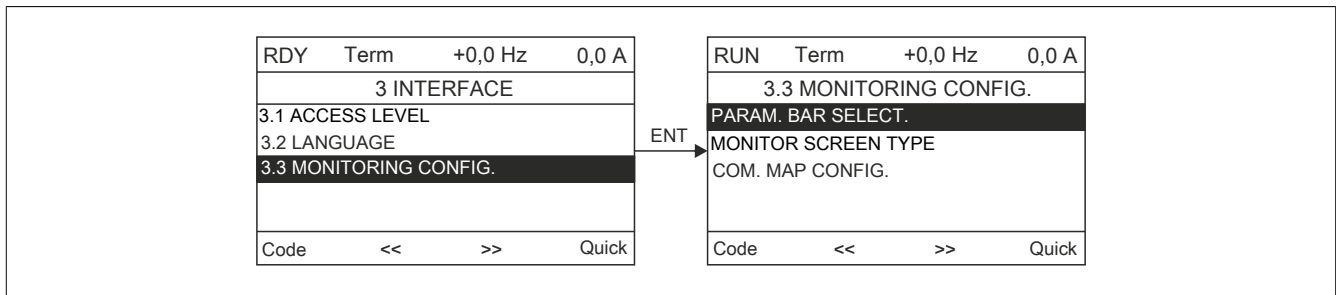 RDY Term +0,0 Hz 0,0 A
3 INTERFACE
3.1 ACCESS LEVEL
3.2 LANGUAGE
3.3 MONITORING CONFIG.
Code << >> Quick
ENT
RUN Term +0,0 Hz 0,0 A
3.3 MONITORING CONFIG.
PARAM. BAR SELECT.
MONITOR SCREEN TYPE
COM. MAP CONFIG.
Code << >> Quick